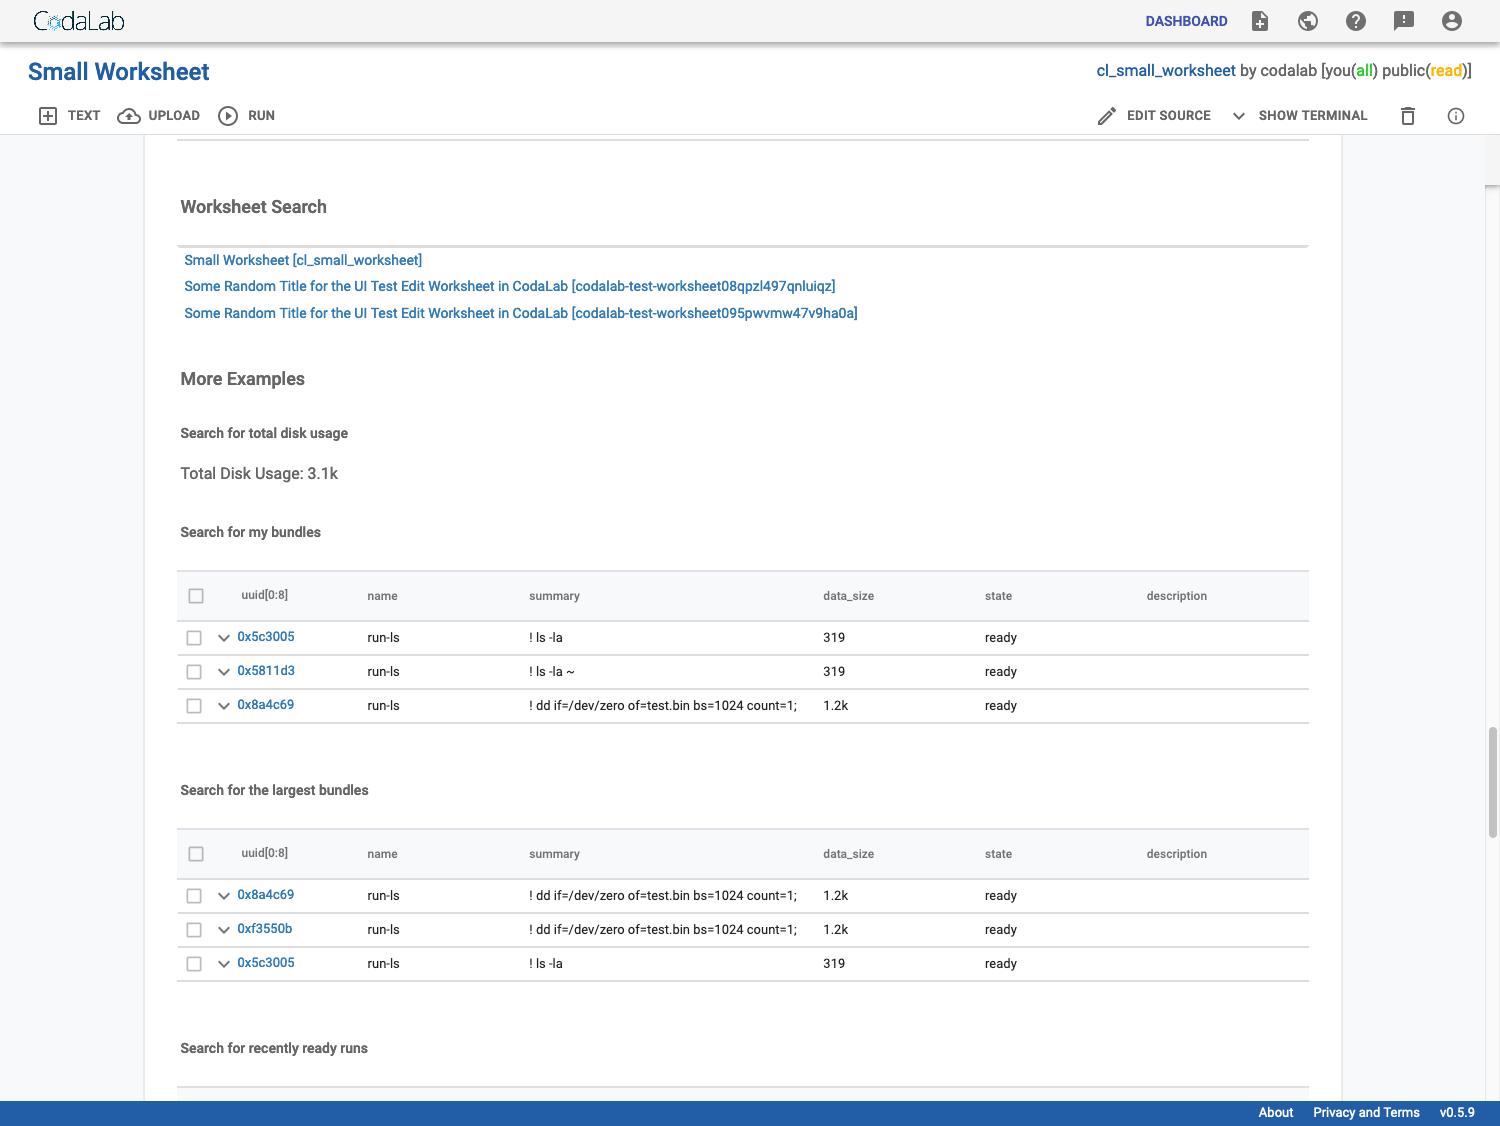 CodaLab
DASHBOARD
Small Worksheet
cl_small_worksheet by codalab [you(all) public(read)]
TEXT UPLOAD RUN
EDIT SOURCE SHOW TERMINAL
Worksheet Search
Small Worksheet [cl_small_worksheet]
Some Random Title for the UI Test Edit Worksheet in CodaLab [codalab-test-worksheet08qpzl497qnluiqz]
Some Random Title for the UI Test Edit Worksheet in CodaLab [codalab-test-worksheet095pwvmw47v9ha0a]
More Examples
Search for total disk usage
Total Disk Usage: 3.1k
Search for my bundles
uuid[0:8] name summary data_size state description
0x5c3005 run-ls ! ls -la 319 ready
0x5811d3 run-ls ! ls -la ~ 319 ready
0x8a4c69 run-ls ! dd if=/dev/zero of=test.bin bs=1024 count=1; 1.2k ready
Search for the largest bundles
uuid[0:8] name summary data_size state description
0x8a4c69 run-ls ! dd if=/dev/zero of=test.bin bs=1024 count=1; 1.2k ready
0xf3550b run-ls ! dd if=/dev/zero of=test.bin bs=1024 count=1; 1.2k ready
0x5c3005 run-ls ! ls -la 319 ready
Search for recently ready runs
About Privacy and Terms v0.5.9